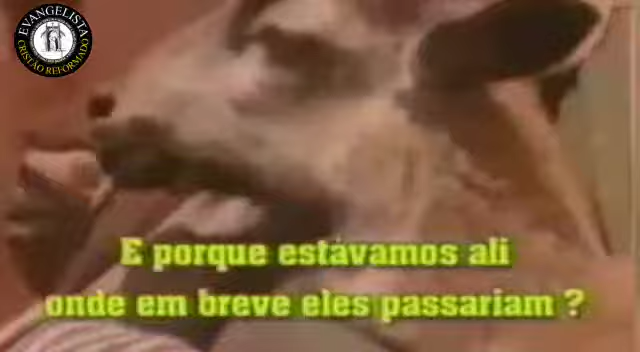 EVANGELISTA
CRISTÃO REFORMADO
E porque estávamos ali
onde em breve eles passariam ?